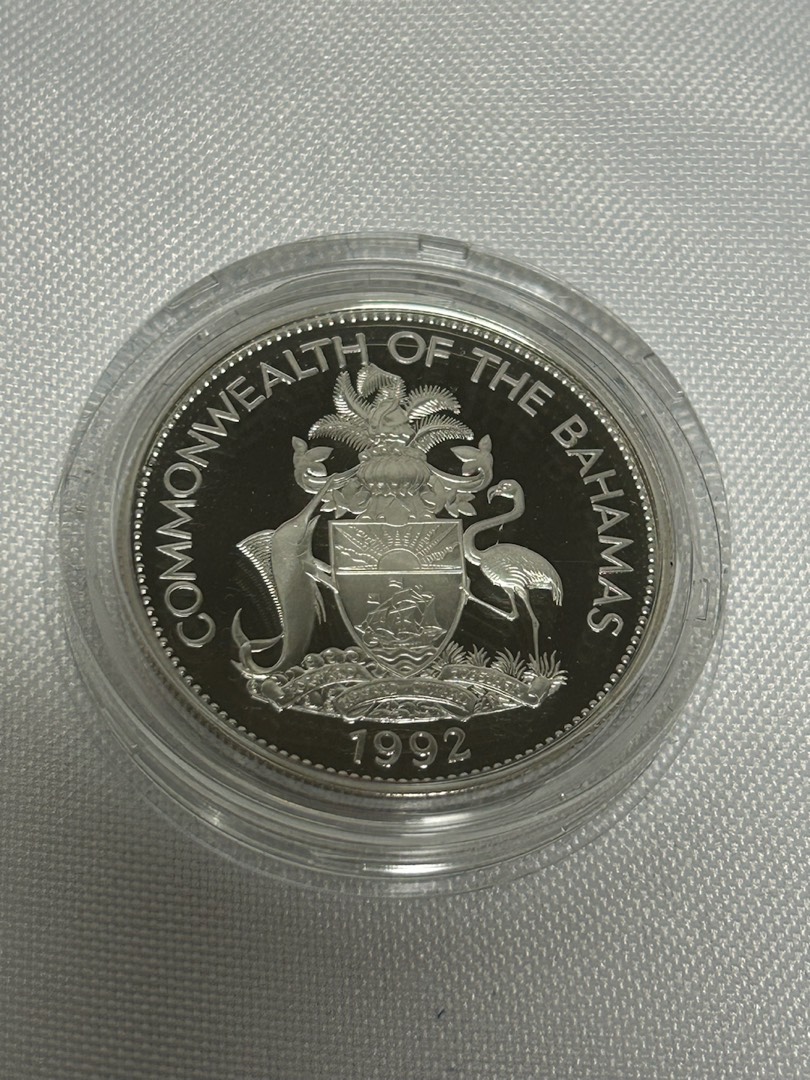 COMMONWEALTH OF THE BAHAMAS
1992